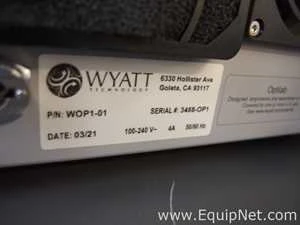 WYATT
TECHNOLOGY
6330 Hollister Ave
Goleta, CA 93117
P/N: WOP1-01
SERIAL #: 3488-OP1
DATE: 03/21
100-240 V~
4A
50/60 Hz
Optilab
www.EquipNet.com